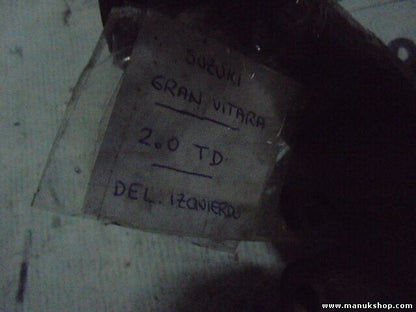 SUZUKI
GRAN VITARA
2.0 TD
DEL. IZQUIERDO
www.manukshop.com